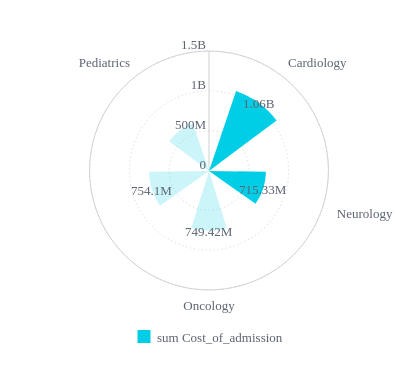 1.5B
Pediatrics
Cardiology
1B
1.06B
500M
0
754.1M
715.33M
Neurology
749.42M
Oncology
sum Cost_of_admission